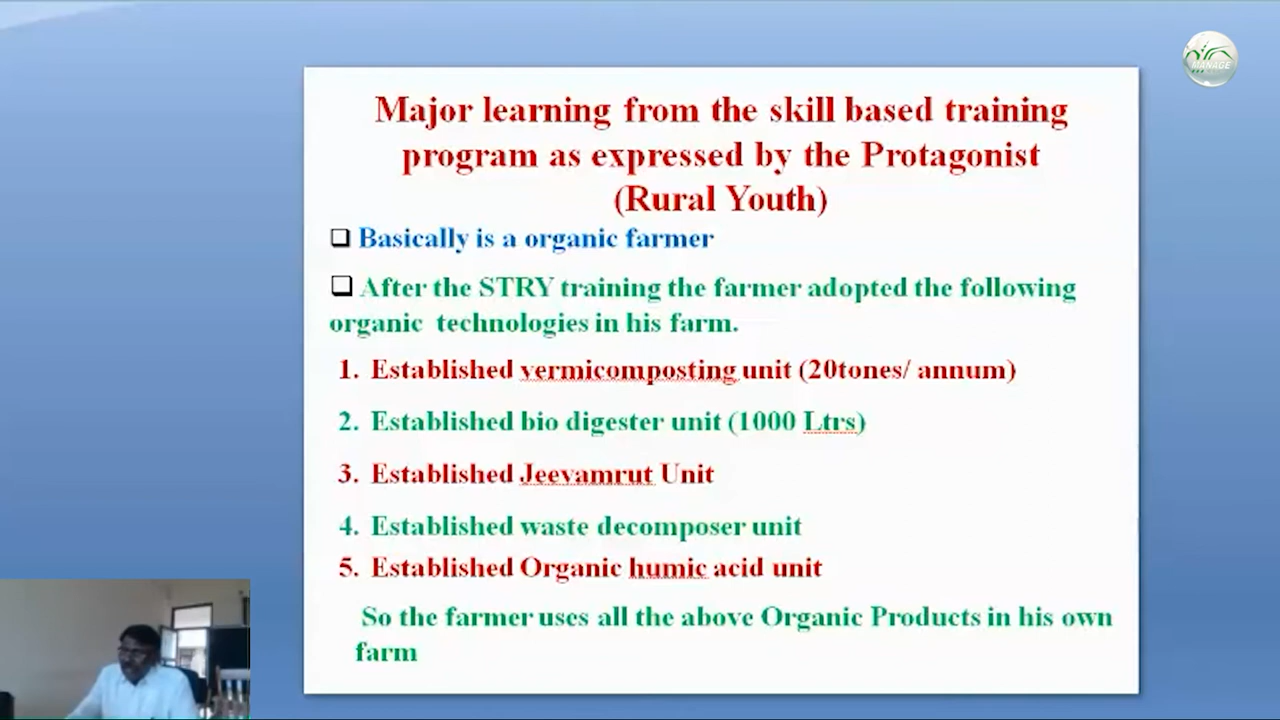 MANAGE
Major learning from the skill based training
program as expressed by the Protagonist
(Rural Youth)
Basically is a organic farmer
After the STRY training the farmer adopted the following
organic technologies in his farm.
1. Established vermicomposting unit (20tones/ annum)
2. Established bio digester unit (1000 Ltrs)
3. Established Jeevamrut Unit
4. Established waste decomposer unit
5. Established Organic humic acid unit
So the farmer uses all the above Organic Products in his own
farm